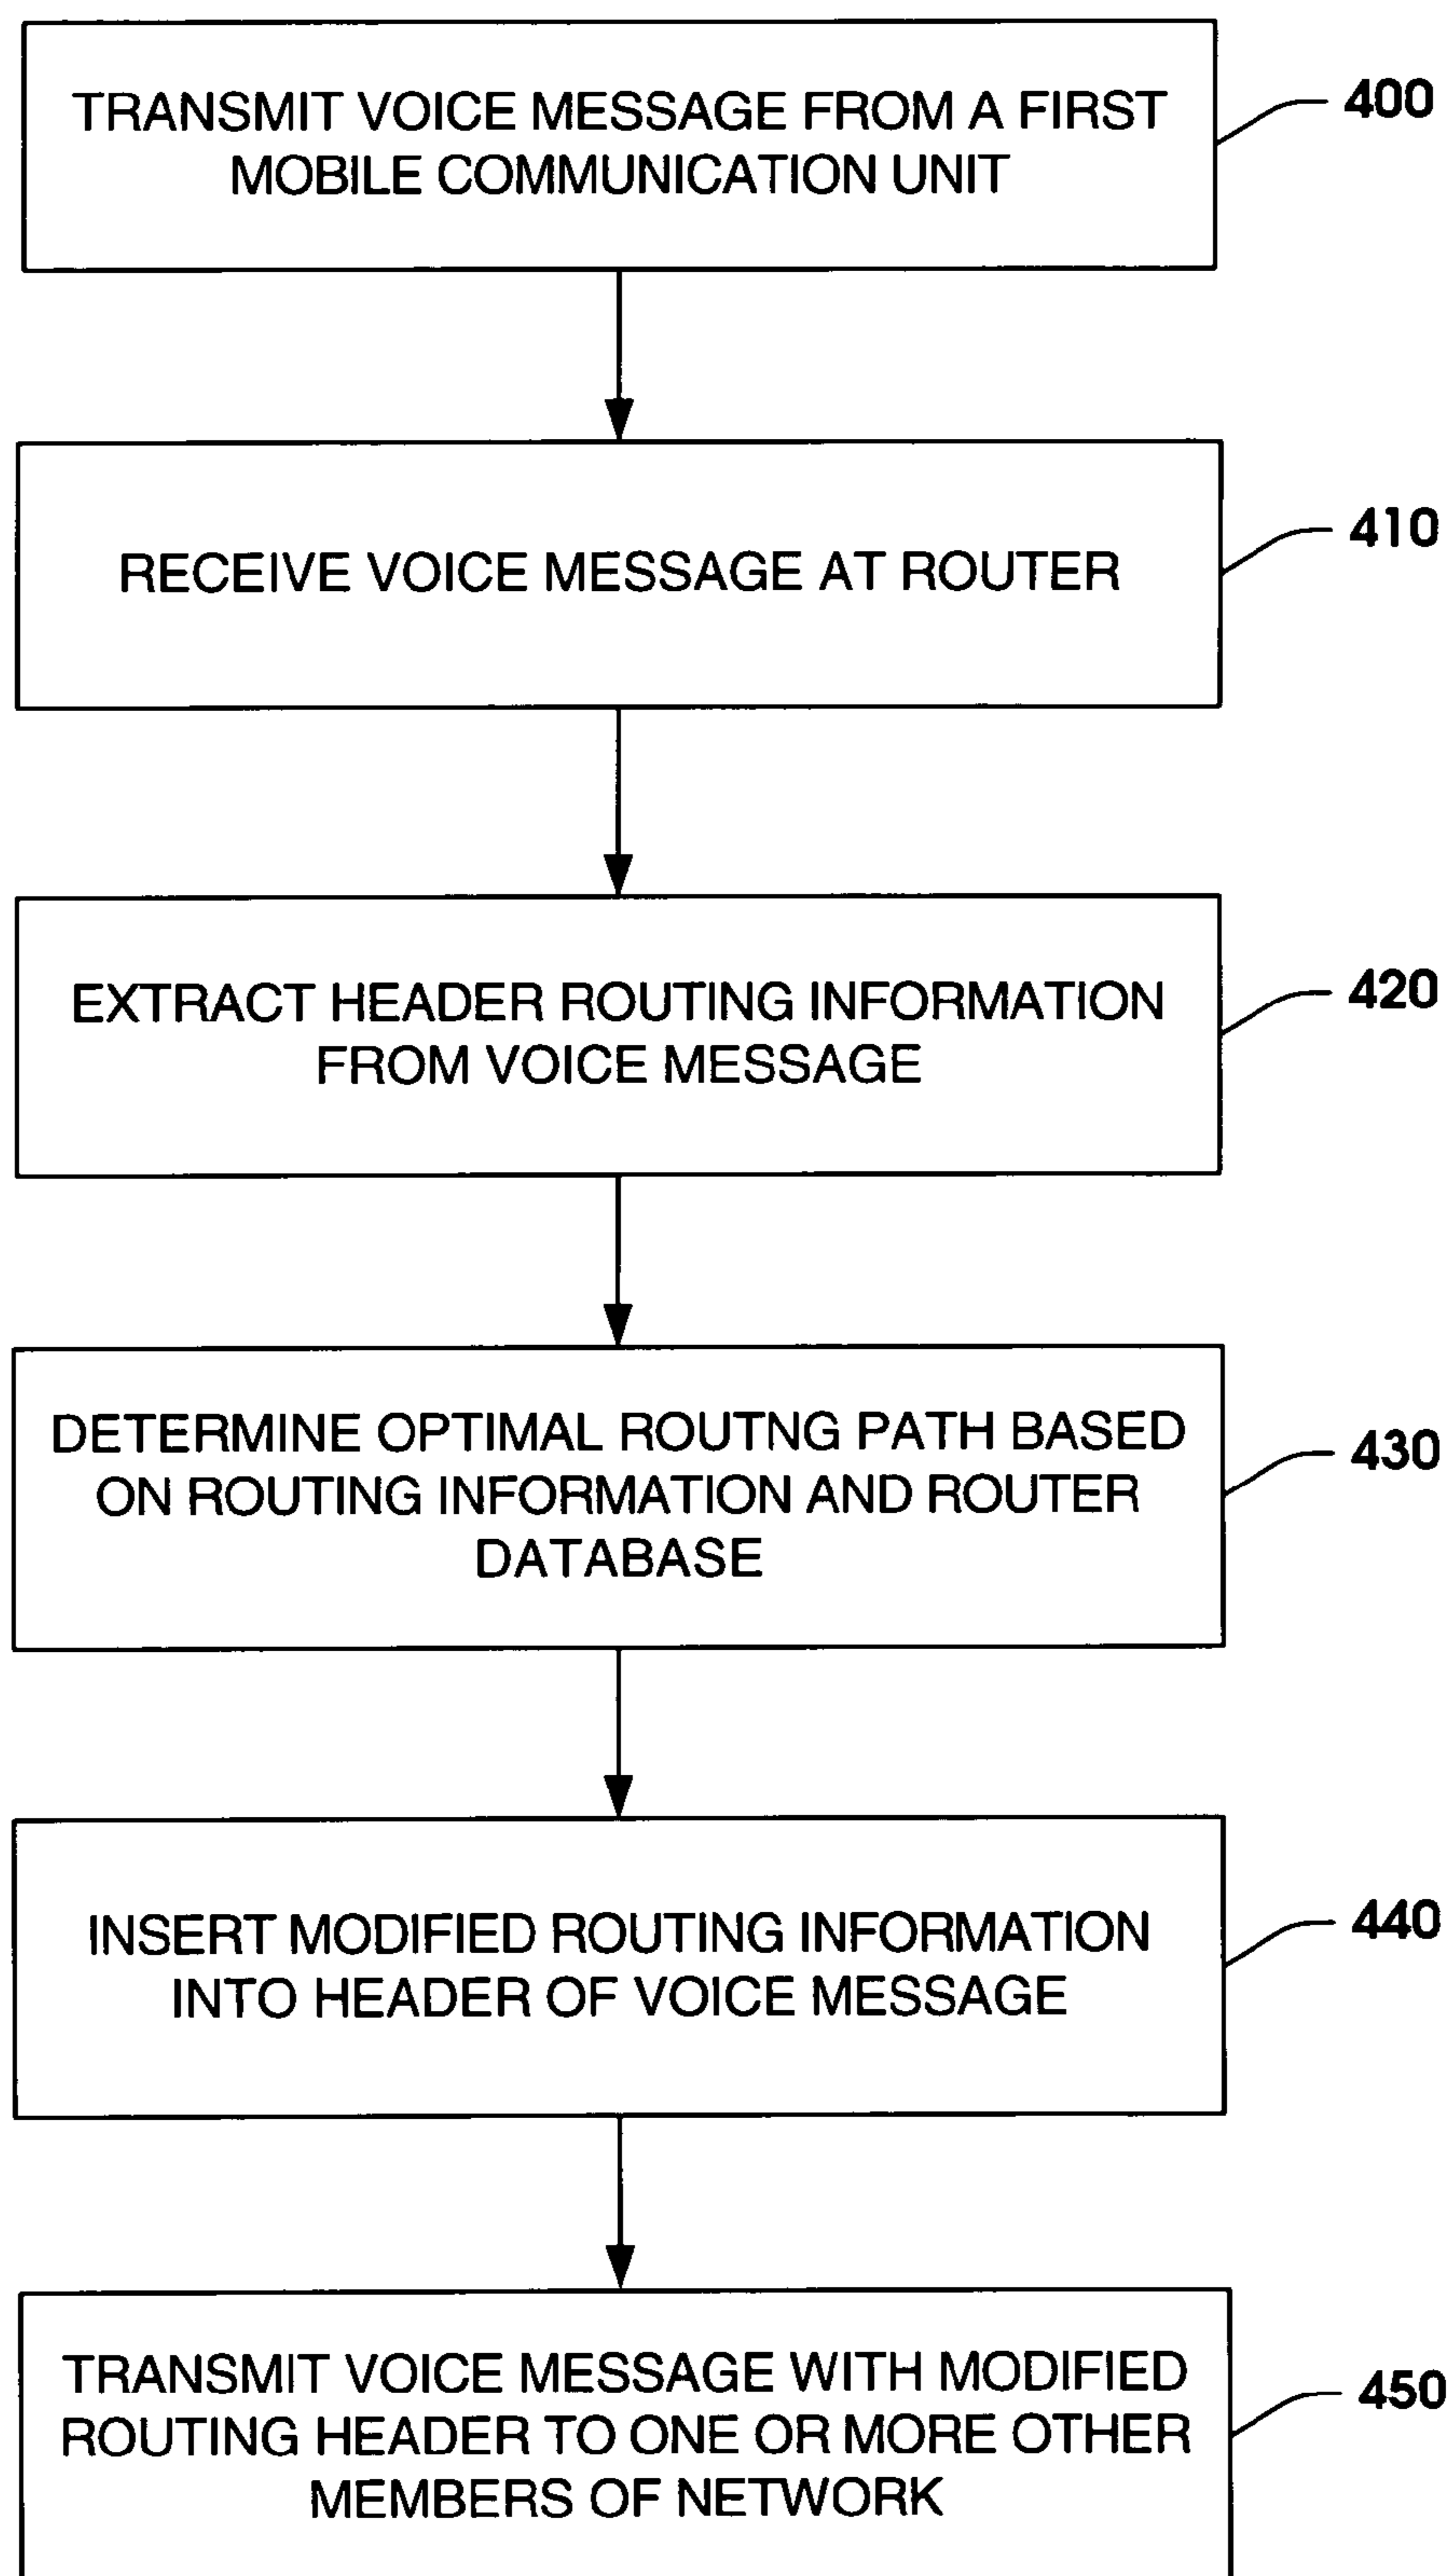 TRANSMIT VOICE MESSAGE FROM A FIRST
MOBILE COMMUNICATION UNIT
400
RECEIVE VOICE MESSAGE AT ROUTER
410
EXTRACT HEADER ROUTING INFORMATION
FROM VOICE MESSAGE
420
DETERMINE OPTIMAL ROUTNG PATH BASED
ON ROUTING INFORMATION AND ROUTER
DATABASE
430
INSERT MODIFIED ROUTING INFORMATION
INTO HEADER OF VOICE MESSAGE
440
TRANSMIT VOICE MESSAGE WITH MODIFIED
ROUTING HEADER TO ONE OR MORE OTHER
MEMBERS OF NETWORK
450